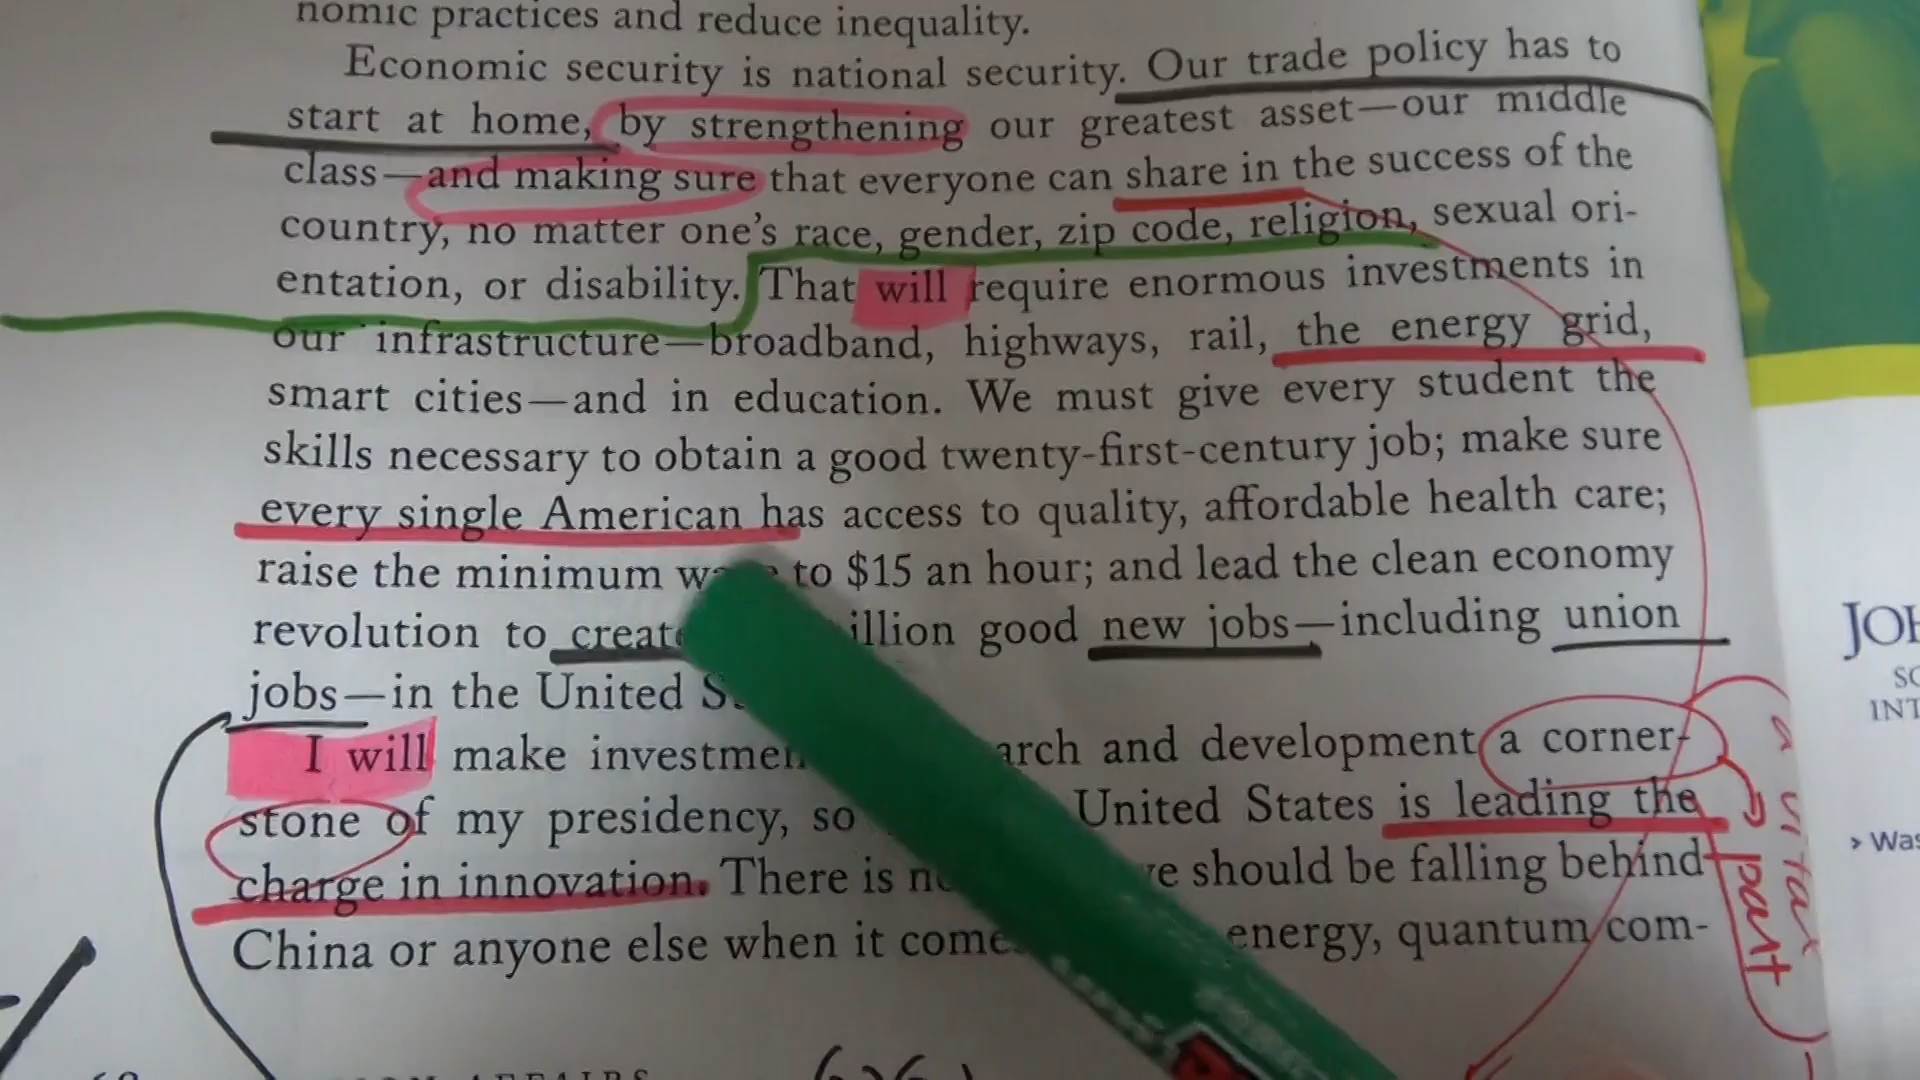 nomic practices and reduce inequality.
Economic security is national security. Our trade policy has to
start at home, by strengthening our greatest asset—our middle
class—and making sure that everyone can share in the success of the
country, no matter one's race, gender, zip code, religion, sexual ori-
entation, or disability. That will require enormous investments in
our infrastructure—broadband, highways, rail, the energy grid,
smart cities—and in education. We must give every student the
skills necessary to obtain a good twenty-first-century job; make sure
every single American has access to quality, affordable health care;
raise the minimum to $15 an hour; and lead the clean economy
revolution to create illion good new jobs—including union
jobs—in the United
I will make arch and development a corner-
stone of my presidency, so United States is leading the
charge in innovation. There is should be falling behind
China or anyone else when it energy, quantum com-
a vital
part
JOH
SC
INT
> Was